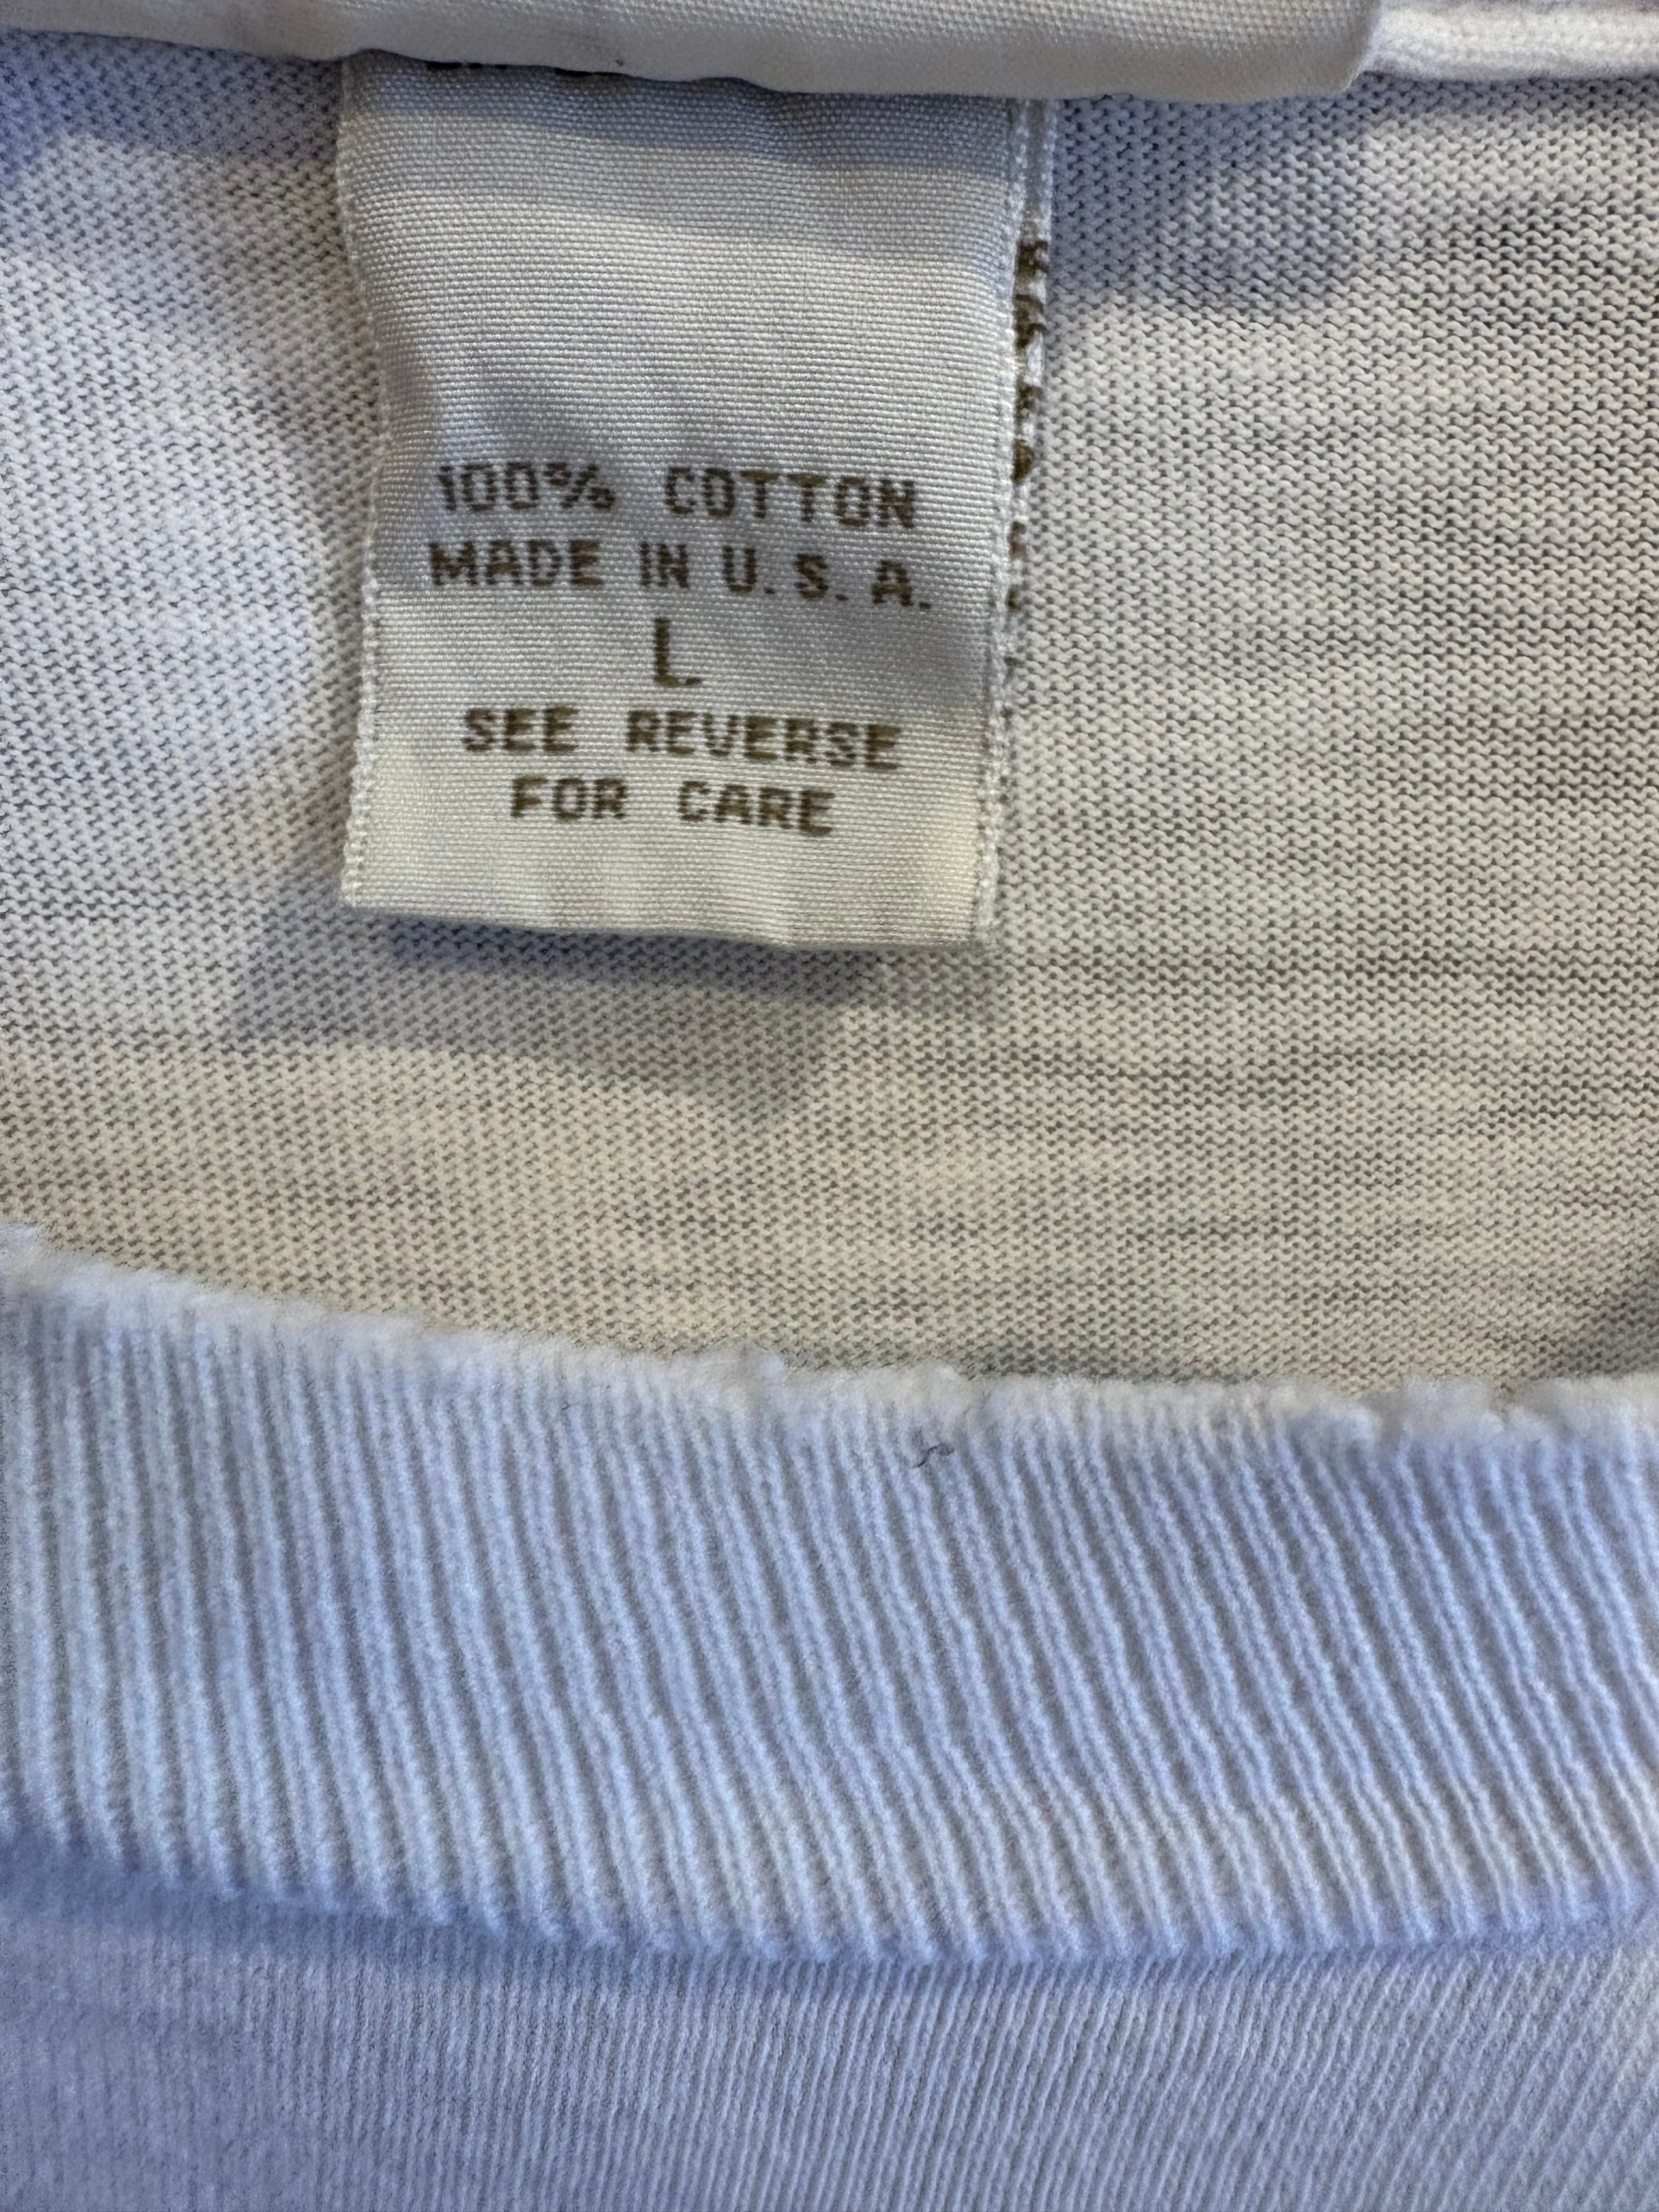 100% COTTON
MADE IN U.S.A.
L
SEE REVERSE
FOR CARE